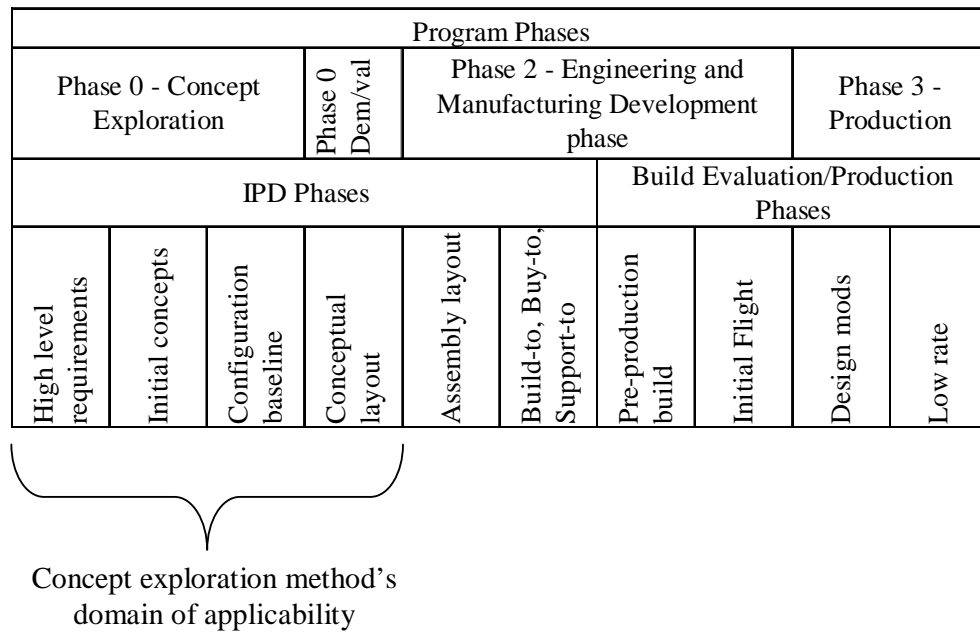 Program Phases
Phase 0 - Concept
Exploration
Phase 0
Dem/val
Phase 2 - Engineering and
Manufacturing Development
phase
Phase 3 -
Production
IPD Phases
Build Evaluation/Production
Phases
High level
requirements
Initial concepts
Configuration
baseline
Conceptual
layout
Assembly layout
Build-to, Buy-to,
Support-to
Pre-production
build
Initial Flight
Design mods
Low rate
Concept exploration method's
domain of applicability